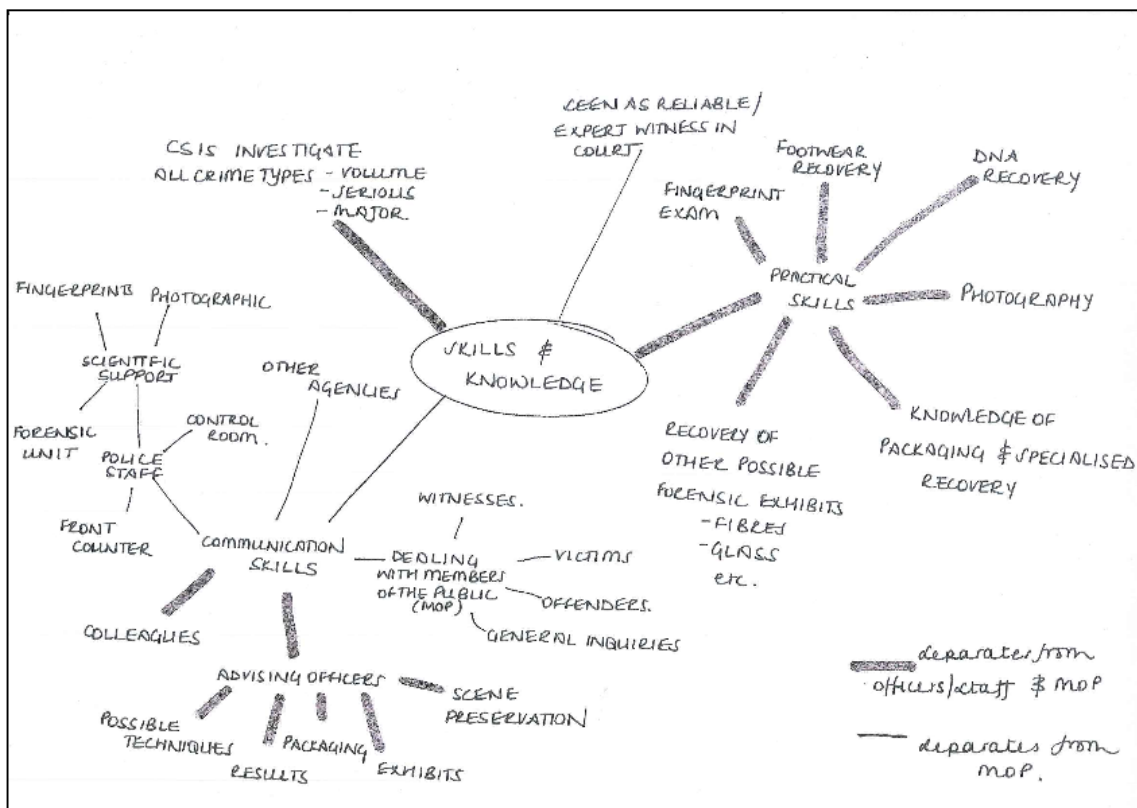 SEEN AS RELIABLE/
EXPERT WITNESS IN
COURT
CSIS INVESTIGATE
ALL CRIME TYPES - VOLUME
- SERIOUS
- MAJOR.
FOOTWEAR
RECOVERY
DNA
RECOVERY
FINGERPRINT
EXAM
PRACTICAL
SKILLS
PHOTOGRAPHY
KNOWLEDGE OF
PACKAGING & SPECIALISED
RECOVERY
RECOVERY OF
OTHER POSSIBLE
FORENSIC EXHIBITS
- FIBRES
- GLASS
etc.
SKILLS &
KNOWLEDGE
FINGERPRINTS
PHOTOGRAPHIC
SCIENTIFIC
SUPPORT
FORENSIC
UNIT
POLICE
STAFF
CONTROL
ROOM.
FRONT
COUNTER
OTHER
AGENCIES
COMMUNICATION
SKILLS
WITNESSES.
DEALING
WITH MEMBERS
OF THE PUBLIC
(MOP)
VICTIMS
OFFENDERS.
GENERAL INQUIRIES
COLLEAGUES
ADVISING OFFICERS
SCENE
PRESERVATION
POSSIBLE
TECHNIQUES
RESULTS
PACKAGING
EXHIBITS
separates from
officers/staff & MOP
separates from
MOP.